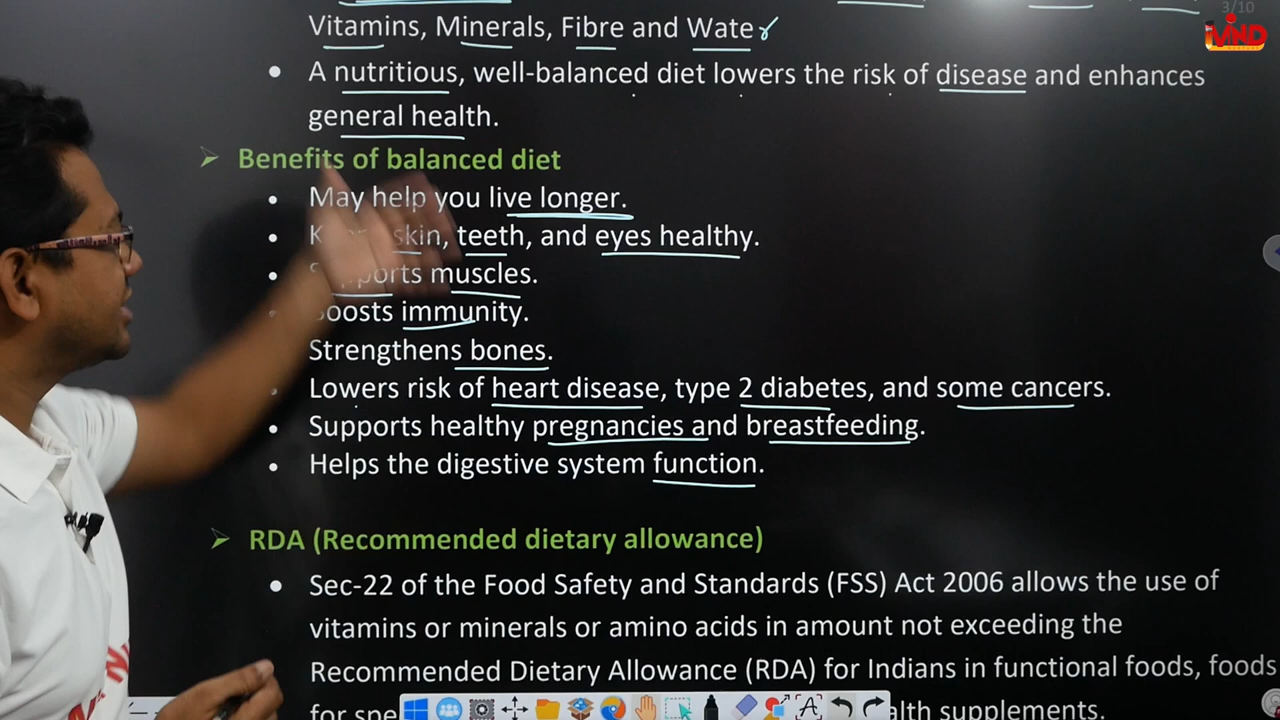 3/10
iMIND
Vitamins, Minerals, Fibre and Wate
• A nutritious, well-balanced diet lowers the risk of disease and enhances
general health.
➢ Benefits of balanced diet
• May help you live longer.
• skin, teeth, and eyes healthy.
• muscles.
• immunity.
Strengthens bones.
• Lowers risk of heart disease, type 2 diabetes, and some cancers.
• Supports healthy pregnancies and breastfeeding.
• Helps the digestive system function.
➢ RDA (Recommended dietary allowance)
• Sec-22 of the Food Safety and Standards (FSS) Act 2006 allows the use of
vitamins or minerals or amino acids in amount not exceeding the
Recommended Dietary Allowance (RDA) for Indians in functional foods, foods
for supplements.